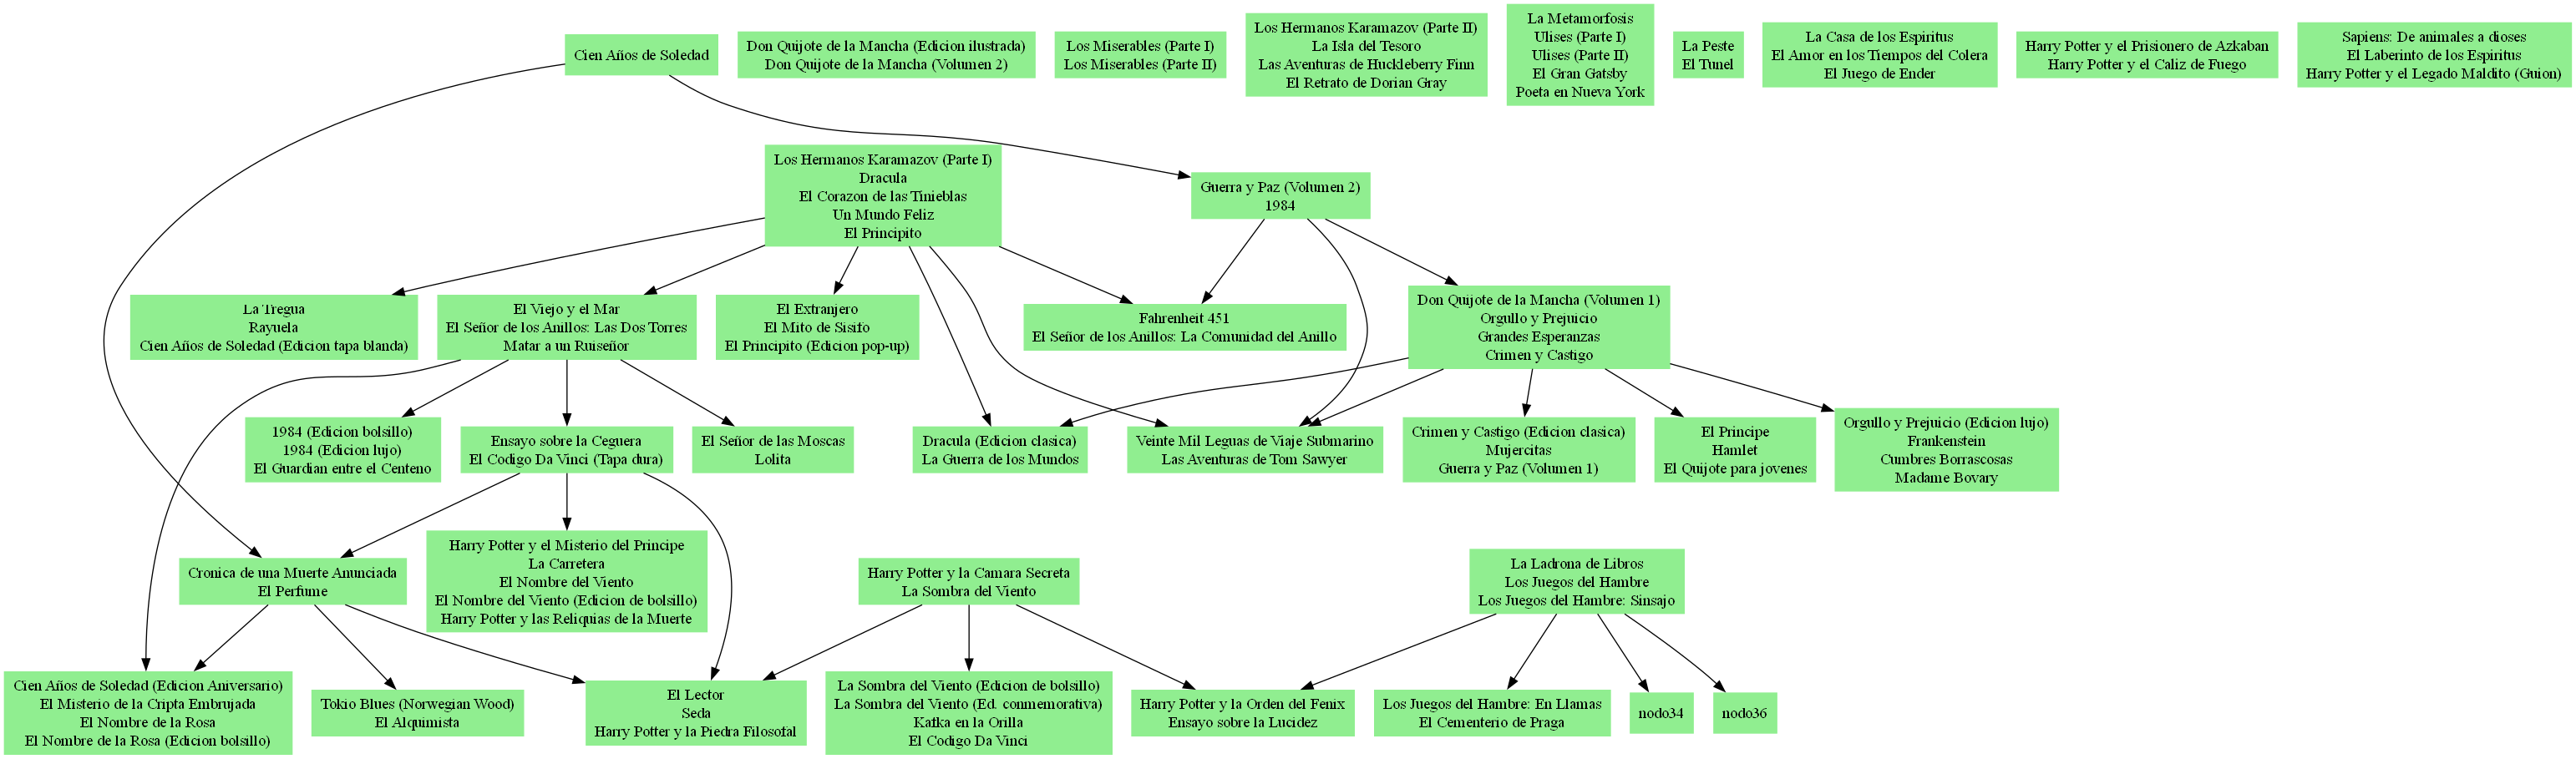 Cien Años de Soledad
Don Quijote de la Mancha (Edicion ilustrada)
Don Quijote de la Mancha (Volumen 2)
Los Miserables (Parte I)
Los Miserables (Parte II)
Los Hermanos Karamazov (Parte II)
La Isla del Tesoro
Las Aventuras de Huckleberry Finn
El Retrato de Dorian Gray
La Metamorfosis
Ulises (Parte I)
Ulises (Parte II)
El Gran Gatsby
Poeta en Nueva York
La Peste
El Tunel
La Casa de los Espiritus
El Amor en los Tiempos del Colera
El Juego de Ender
Harry Potter y el Prisionero de Azkaban
Harry Potter y el Caliz de Fuego
Sapiens: De animales a dioses
El Laberinto de los Espiritus
Harry Potter y el Legado Maldito (Guion)
Los Hermanos Karamazov (Parte I)
Dracula
El Corazon de las Tinieblas
Un Mundo Feliz
El Principito
Guerra y Paz (Volumen 2)
1984
La Tregua
Rayuela
Cien Años de Soledad (Edicion tapa blanda)
El Viejo y el Mar
El Señor de los Anillos: Las Dos Torres
Matar a un Ruiseñor
El Extranjero
El Mito de Sisifo
El Principito (Edicion pop-up)
Fahrenheit 451
El Señor de los Anillos: La Comunidad del Anillo
Don Quijote de la Mancha (Volumen 1)
Orgullo y Prejuicio
Grandes Esperanzas
Crimen y Castigo
1984 (Edicion bolsillo)
1984 (Edicion lujo)
El Guardian entre el Centeno
Ensayo sobre la Ceguera
El Codigo Da Vinci (Tapa dura)
El Señor de las Moscas
Lolita
Dracula (Edicion clasica)
La Guerra de los Mundos
Veinte Mil Leguas de Viaje Submarino
Las Aventuras de Tom Sawyer
Crimen y Castigo (Edicion clasica)
Mujercitas
Guerra y Paz (Volumen 1)
El Principe
Hamlet
El Quijote para jovenes
Orgullo y Prejuicio (Edicion lujo)
Frankenstein
Cumbres Borrascosas
Madame Bovary
Cronica de una Muerte Anunciada
El Perfume
Harry Potter y el Misterio del Principe
La Carretera
El Nombre del Viento
El Nombre del Viento (Edicion de bolsillo)
Harry Potter y las Reliquias de la Muerte
Harry Potter y la Camara Secreta
La Sombra del Viento
La Ladrona de Libros
Los Juegos del Hambre
Los Juegos del Hambre: Sinsajo
Cien Años de Soledad (Edicion Aniversario)
El Misterio de la Cripta Embrujada
El Nombre de la Rosa
El Nombre de la Rosa (Edicion bolsillo)
Tokio Blues (Norwegian Wood)
El Alquimista
El Lector
Seda
Harry Potter y la Piedra Filosofal
La Sombra del Viento (Edicion de bolsillo)
La Sombra del Viento (Ed. conmemorativa)
Kafka en la Orilla
El Codigo Da Vinci
Harry Potter y la Orden del Fenix
Ensayo sobre la Lucidez
Los Juegos del Hambre: En Llamas
El Cementerio de Praga
nodo34
nodo36